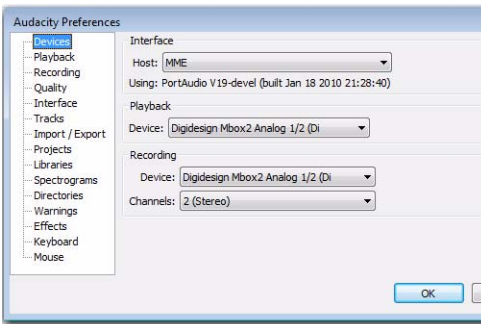 Audacity Preferences
Devices
Playback
Recording
Quality
Interface
Tracks
Import / Export
Projects
Libraries
Spectrograms
Directories
Warnings
Effects
Keyboard
Mouse
Interface
Host: MME
Using: PortAudio V19-devel (built Jan 18 2010 21:28:40)
Playback
Device: Digidesign Mbox2 Analog 1/2 (Di
Recording
Device: Digidesign Mbox2 Analog 1/2 (Di
Channels: 2 (Stereo)
OK